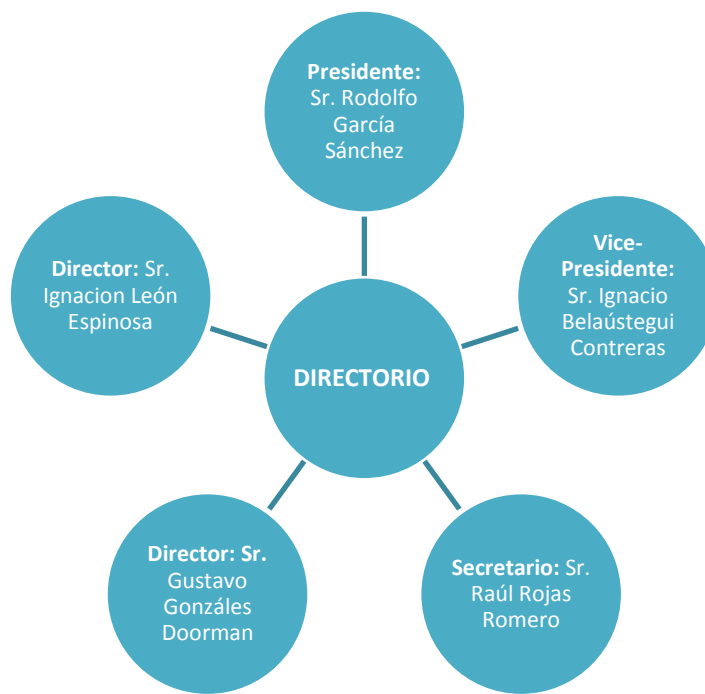 Presidente:
Sr. Rodolfo
García
Sánchez
Vice-
Presidente:
Sr. Ignacio
Belaústegui
Contreras
Director: Sr.
Ignacion León
Espinosa
DIRECTORIO
Director: Sr.
Gustavo
Gonzáles
Doorman
Secretario: Sr.
Raúl Rojas
Romero